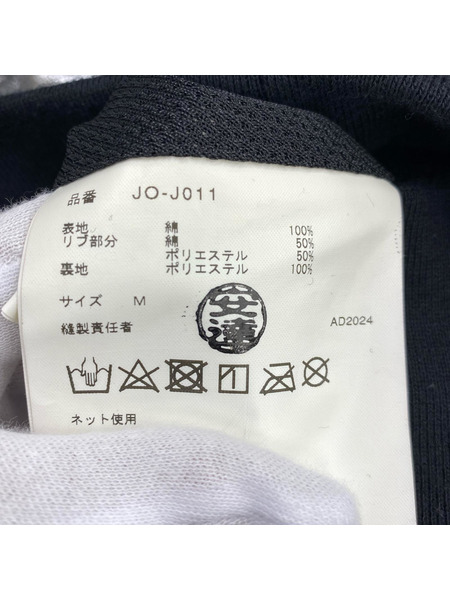 品番 JO-J011
表地 綿 100%
リブ部分 綿 50%
ポリエステル 50%
裏地 ポリエステル 100%
サイズ M
縫製責任者 安達
AD2024
ネット使用